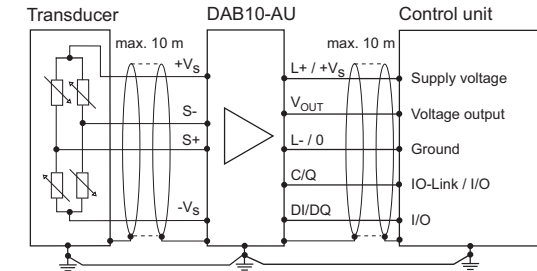 Transducer
DAB10-AU
Control unit
max. 10 m
max. 10 m
+Vs
S-
S+
-Vs
L+ / +Vs
VOUT
L- / 0
C/Q
DI/DQ
Supply voltage
Voltage output
Ground
IO-Link / I/O
I/O